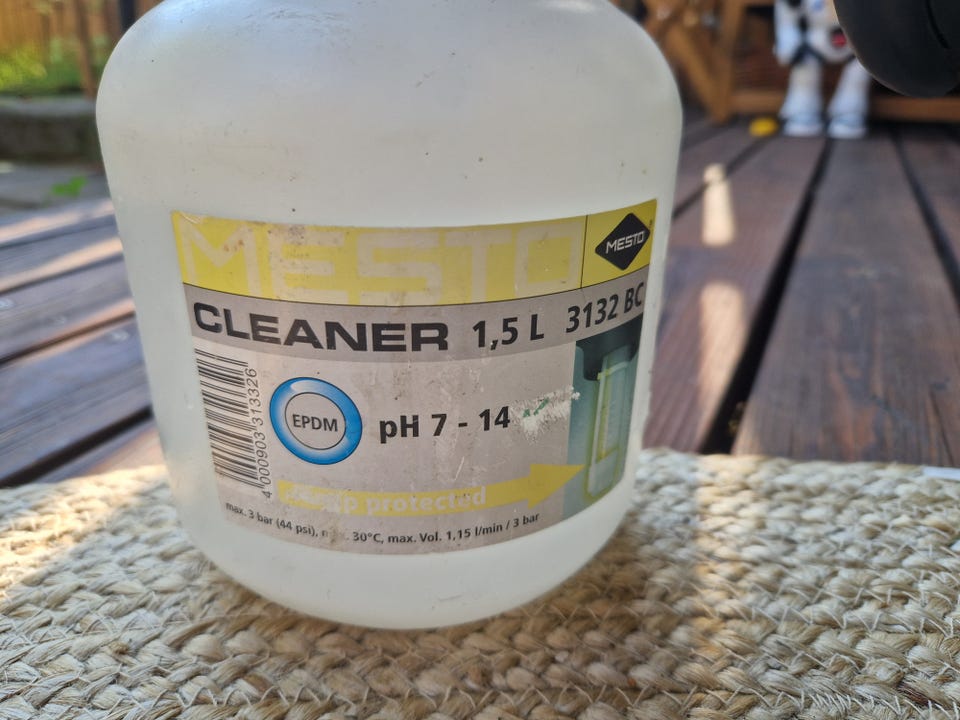 MESTO
MESTO
CLEANER 1,5 L 3132 BC
EPDM
pH 7 - 14
4 000903 313326
protected
max. 3 bar (44 psi), 30°C, max. Vol. 1,15 l/min / 3 bar